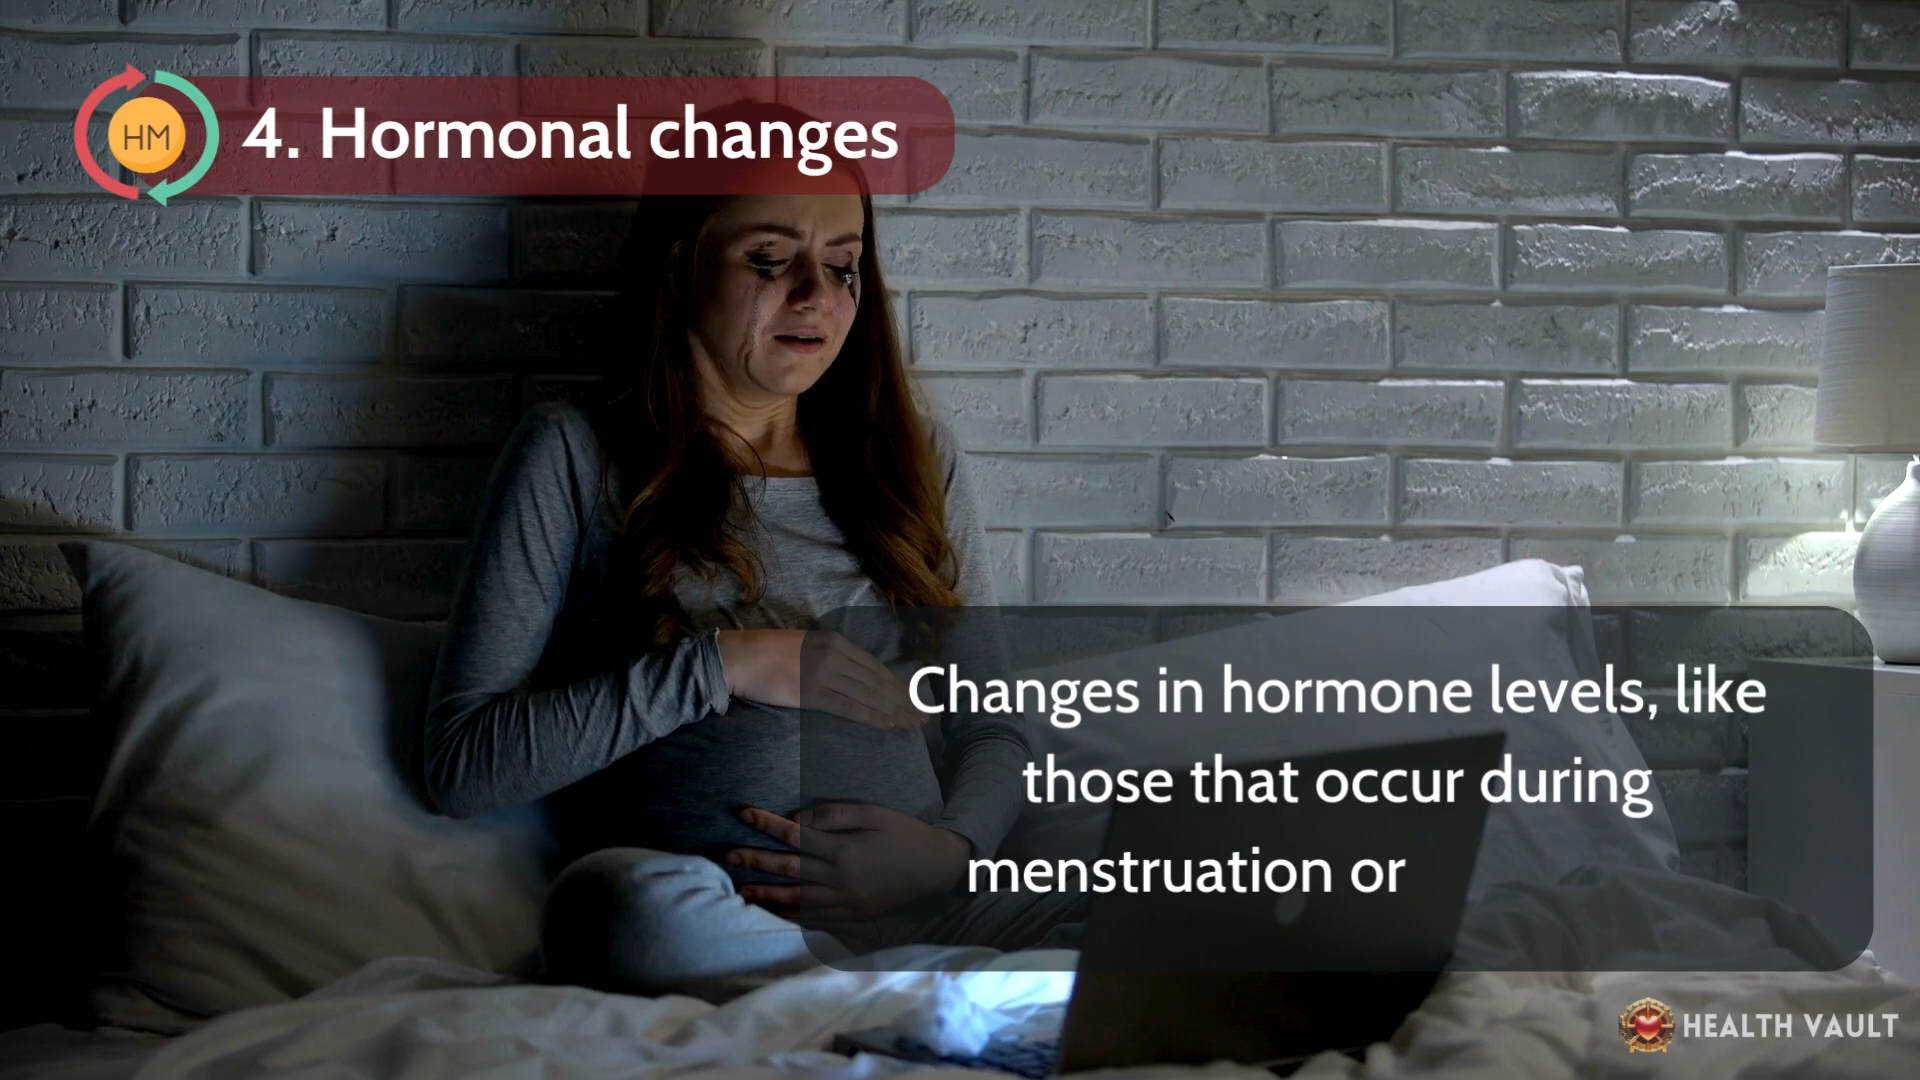 HM
4. Hormonal changes
Changes in hormone levels, like
those that occur during
menstruation or
HEALTH VAULT